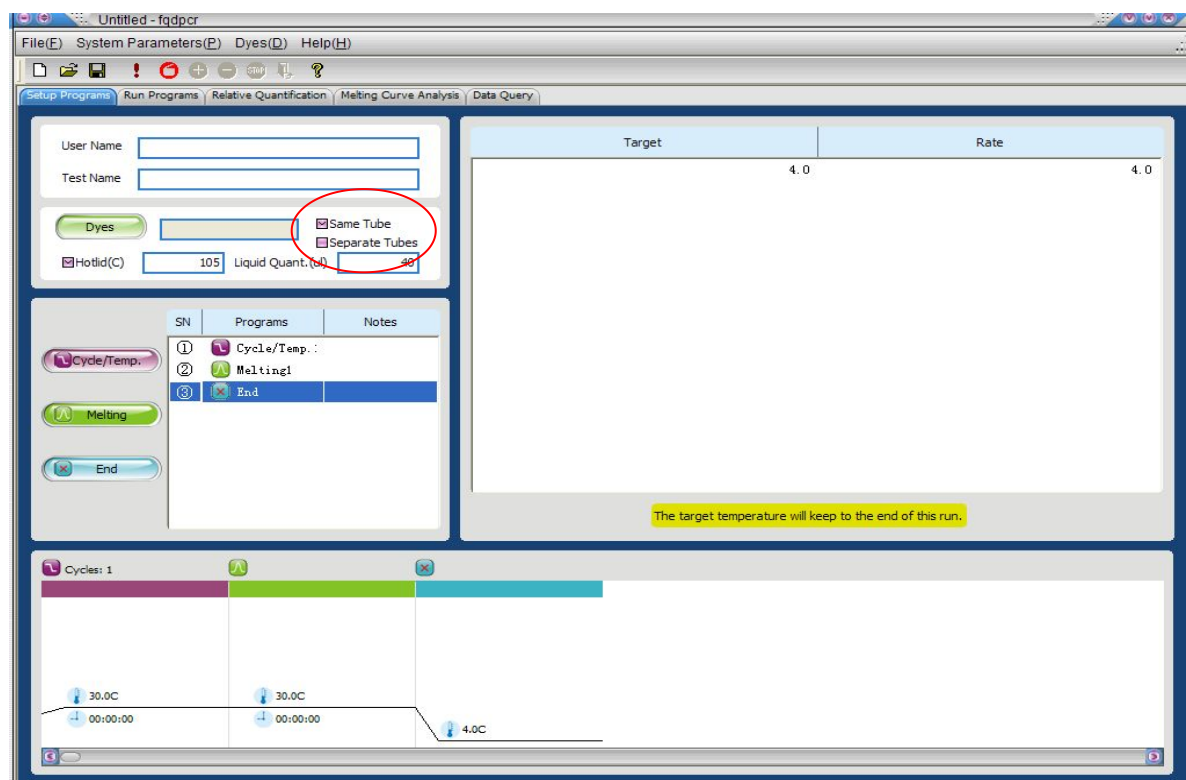 Untitled - fqdpcr
File(F) System Parameters(P) Dyes(D) Help(H)
STOP
Setup Programs Run Programs Relative Quantification Melting Curve Analysis Data Query
User Name
Test Name
Dyes
Same Tube
Separate Tubes
Hotlid(C) 105 Liquid Quant.(ul) 40
Target Rate
4.0 4.0
The target temperature will keep to the end of this run.
SN Programs Notes
① Cycle/Temp.:
② Melting1
③ End
Cycle/Temp.
Melting
End
Cycles: 1
30.0C 30.0C
00:00:00 00:00:00
4.0C